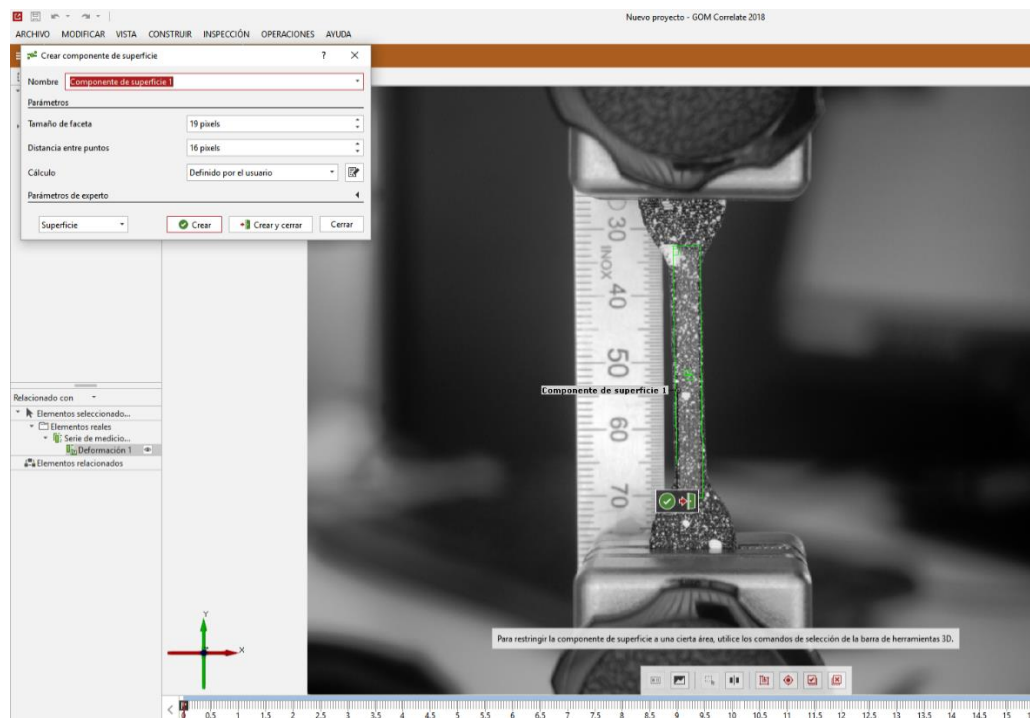 Nuevo proyecto - GOM Correlate 2018
ARCHIVO MODIFICAR VISTA CONSTRUIR INSPECCIÓN OPERACIONES AYUDA
Crear componente de superficie ? ×
Nombre Componente de superficie 1
Parámetros
Tamaño de faceta 19 pixels
Distancia entre puntos 16 pixels
Cálculo Definido por el usuario
Parámetros de experto
Superficie Crear Crear y cerrar Cerrar
30
INOX
40
50
Componente de superficie 1
60
70
Relacionado con
Elementos seleccionado...
Elementos reales
Serie de medicio...
Deformación 1
Elementos relacionados
Y
X
Para restringir la componente de superficie a una cierta área, utilice los comandos de selección de la barra de herramientas 3D.
0 0.5 1 1.5 2 2.5 3 3.5 4 4.5 5 5.5 6 6.5 7 7.5 8 8.5 9 9.5 10 10.5 11 11.5 12 12.5 13 13.5 14 14.5 15